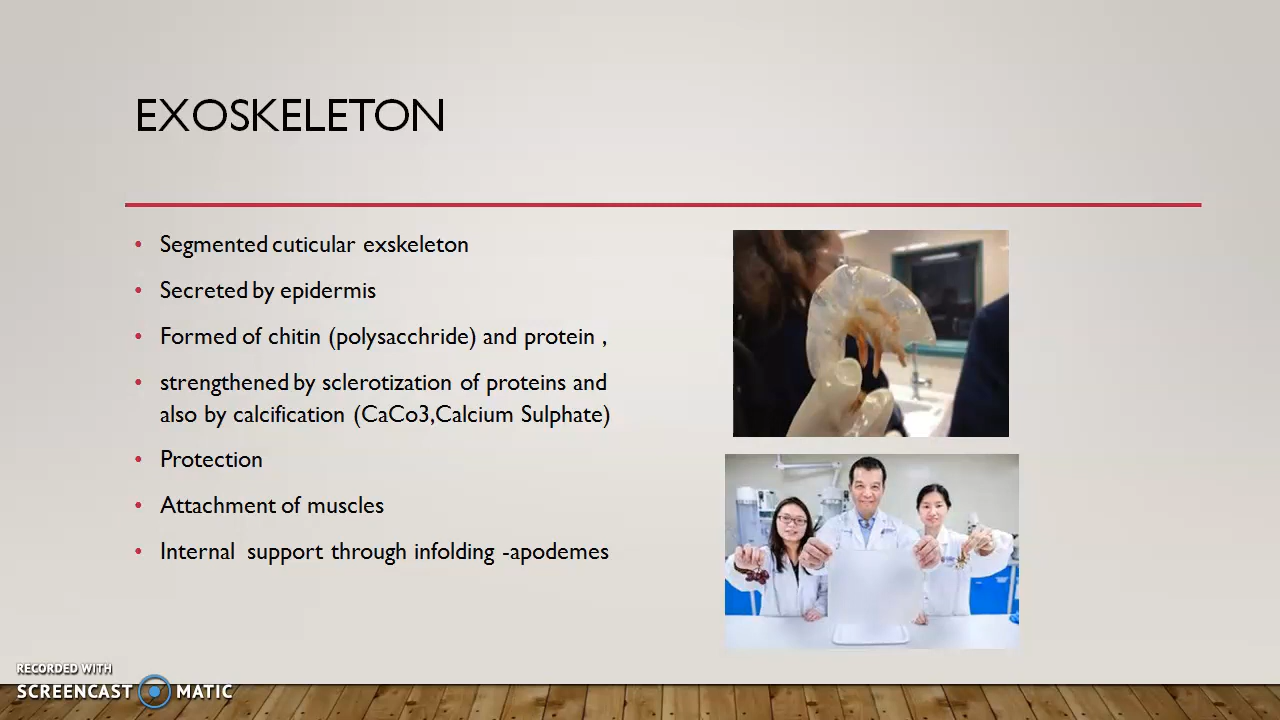 EXOSKELETON
• Segmented cuticular exskeleton
• Secreted by epidermis
• Formed of chitin (polysacchride) and protein ,
• strengthened by sclerotization of proteins and
also by calcification (CaCo3,Calcium Sulphate)
• Protection
• Attachment of muscles
• Internal support through infolding -apodemes
RECORDED WITH
SCREENCAST MATIC